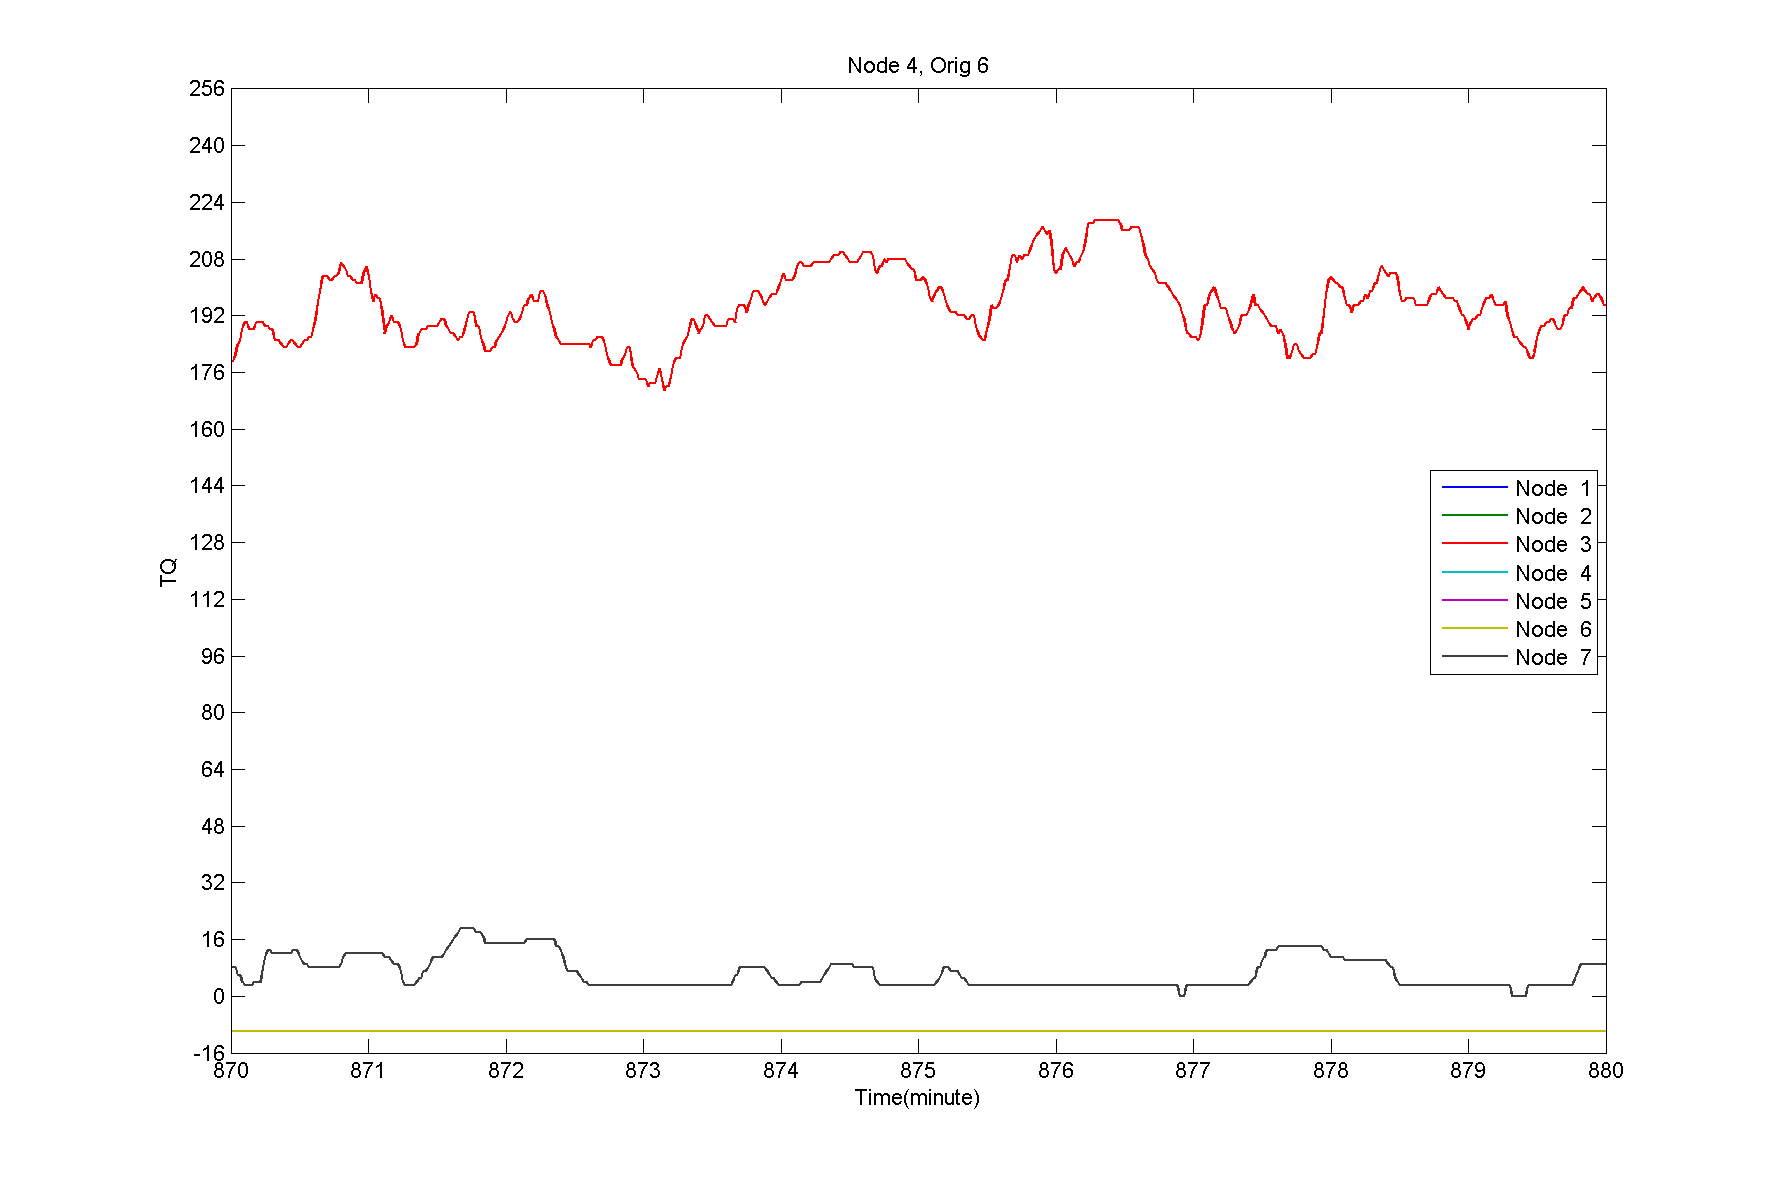 Node 4, Orig 6
256
240
224
208
192
176
160
144
128
112
96
80
64
48
32
16
0
-16
TQ
Node 1
Node 2
Node 3
Node 4
Node 5
Node 6
Node 7
870 871 872 873 874 875 876 877 878 879 880
Time(minute)